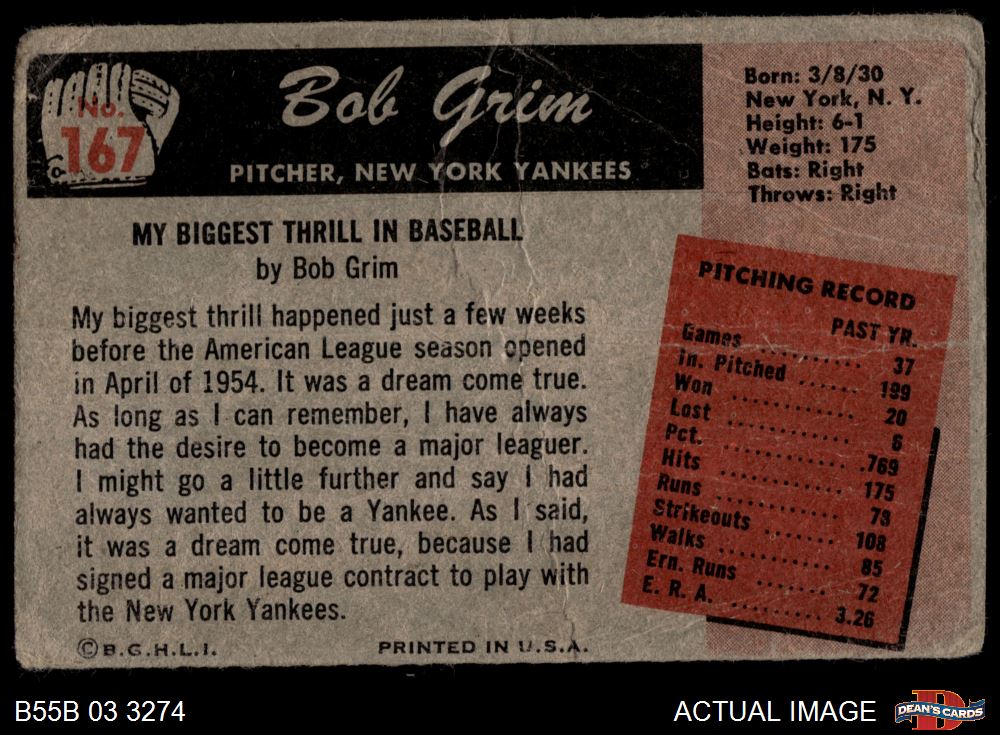 No.
167
Bob Grim
PITCHER, NEW YORK YANKEES
Born: 3/8/30
New York, N. Y.
Height: 6-1
Weight: 175
Bats: Right
Throws: Right
MY BIGGEST THRILL IN BASEBALL
by Bob Grim
My biggest thrill happened just a few weeks
before the American League season opened
in April of 1954. It was a dream come true.
As long as I can remember, I have always
had the desire to become a major leaguer.
I might go a little further and say I had
always wanted to be a Yankee. As I said,
it was a dream come true, because I had
signed a major league contract to play with
the New York Yankees.
©B.G.H.L.I.
PRINTED IN U.S.A.
PITCHING RECORD
PAST YR.
Games .......... 37
in. Pitched ...... 199
Won ............ 20
Lost ............ 6
Pct. ............ .769
Hits ............ 175
Runs ............ 78
Strikeouts ....... 108
Walks .......... 85
Ern. Runs ...... 72
E. R. A. ......... 3.26
B55B 03 3274
ACTUAL IMAGE
DEAN'S CARDS